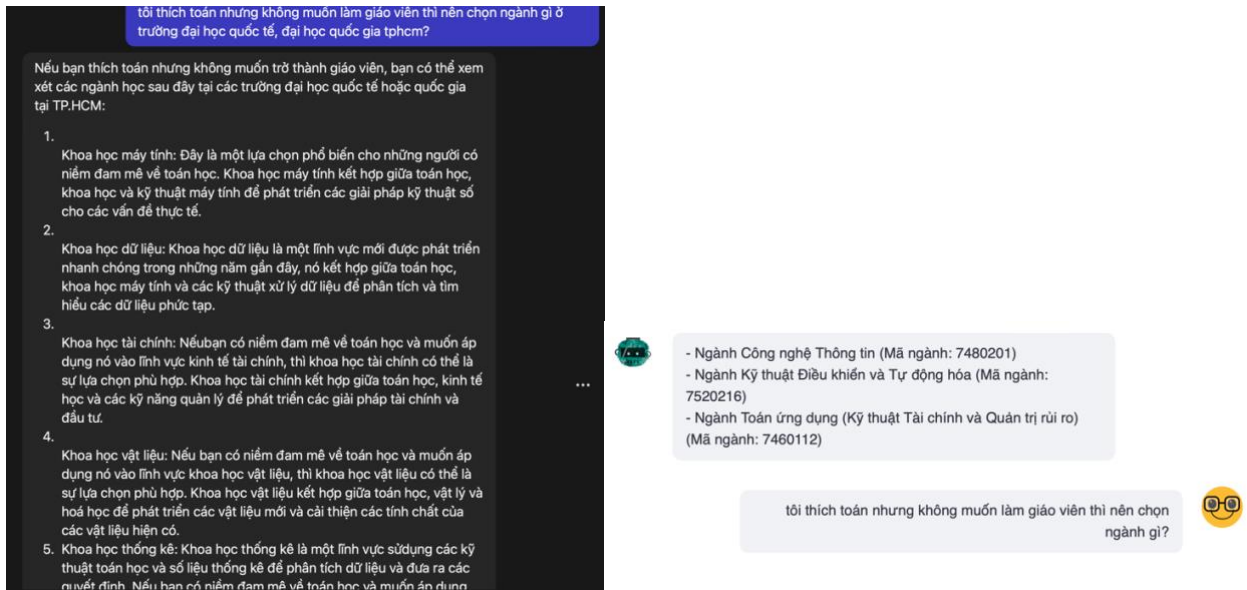 tôi thích toán nhưng không muốn làm giáo viên thì nên chọn ngành gì ở
trường đại học quốc tế, đại học quốc gia tphcm?
Nếu bạn thích toán nhưng không muốn trở thành giáo viên, bạn có thể xem
xét các ngành học sau đây tại các trường đại học quốc tế hoặc quốc gia
tại TP.HCM:
1.
Khoa học máy tính: Đây là một lựa chọn phổ biến cho những người có
niềm đam mê về toán học. Khoa học máy tính kết hợp giữa toán học,
khoa học và kỹ thuật máy tính để phát triển các giải pháp kỹ thuật số
cho các vấn đề thực tế.
2.
Khoa học dữ liệu: Khoa học dữ liệu là một lĩnh vực mới được phát triển
nhanh chóng trong những năm gần đây, nó kết hợp giữa toán học,
khoa học máy tính và các kỹ thuật xử lý dữ liệu để phân tích và tìm
hiểu các dữ liệu phức tạp.
3.
Khoa học tài chính: Nếubạn có niềm đam mê về toán học và muốn áp
dụng nó vào lĩnh vực kinh tế tài chính, thì khoa học tài chính có thể là
sự lựa chọn phù hợp. Khoa học tài chính kết hợp giữa toán học, kinh tế
học và các kỹ năng quản lý để phát triển các giải pháp tài chính và
đầu tư.
4.
Khoa học vật liệu: Nếu bạn có niềm đam mê về toán học và muốn áp
dụng nó vào lĩnh vực khoa học vật liệu, thì khoa học vật liệu có thể là
sự lựa chọn phù hợp. Khoa học vật liệu kết hợp giữa toán học, vật lý và
hoá học để phát triển các vật liệu mới và cải thiện các tính chất của
các vật liệu hiện có.
5. Khoa học thống kê: Khoa học thống kê là một lĩnh vực sửdụng các kỹ
thuật toán học và số liệu thống kê để phân tích dữ liệu và đưa ra các
quyết định. Nếu bạn có niềm đam mê về toán học và muốn áp dụng
- Ngành Công nghệ Thông tin (Mã ngành: 7480201)
- Ngành Kỹ thuật Điều khiển và Tự động hóa (Mã ngành:
7520216)
- Ngành Toán ứng dụng (Kỹ thuật Tài chính và Quản trị rủi ro)
(Mã ngành: 7460112)
tôi thích toán nhưng không muốn làm giáo viên thì nên chọn
ngành gì?